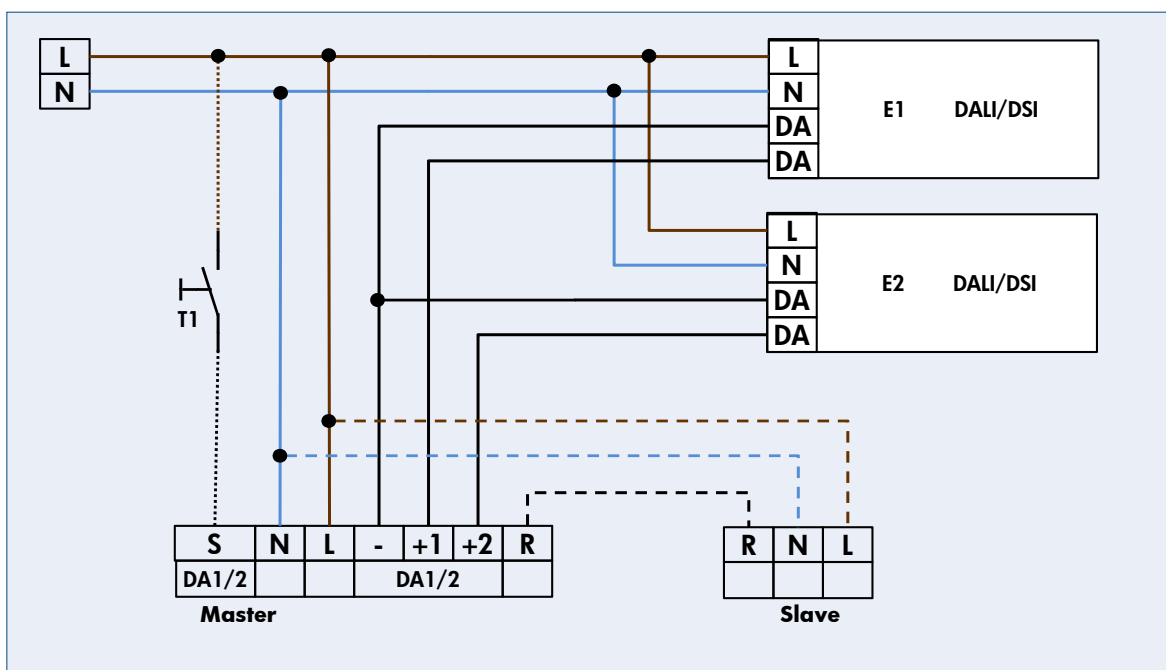 L
N
L
N
E1 DALI/DSI
DA
DA
L
N
E2 DALI/DSI
DA
DA
T1
S N L - +1 +2 R
DA1/2 DA1/2
Master
R N L
Slave